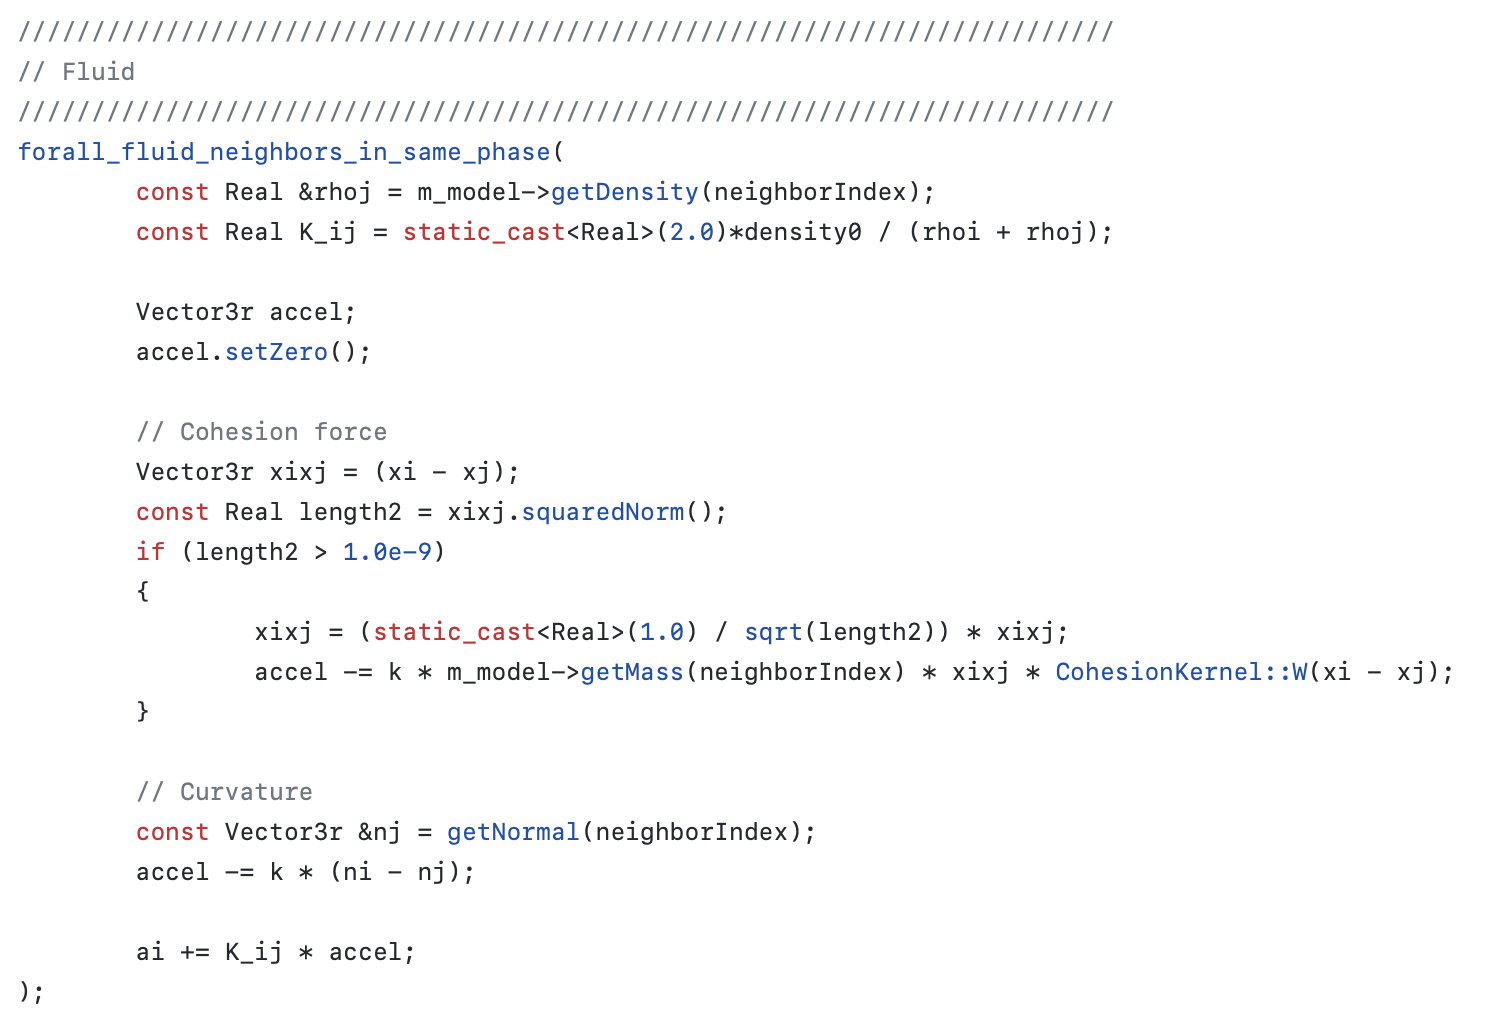 //////////////////////////////////////////////////////////////////////////
// Fluid
//////////////////////////////////////////////////////////////////////////
forall_fluid_neighbors_in_same_phase(
        const Real &rhoj = m_model->getDensity(neighborIndex);
        const Real K_ij = static_cast<Real>(2.0)*density0 / (rhoi + rhoj);

        Vector3r accel;
        accel.setZero();

        // Cohesion force
        Vector3r xixj = (xi - xj);
        const Real length2 = xixj.squaredNorm();
        if (length2 > 1.0e-9)
        {
                xixj = (static_cast<Real>(1.0) / sqrt(length2)) * xixj;
                accel -= k * m_model->getMass(neighborIndex) * xixj * CohesionKernel::W(xi - xj);
        }

        // Curvature
        const Vector3r &nj = getNormal(neighborIndex);
        accel -= k * (ni - nj);

        ai += K_ij * accel;
);